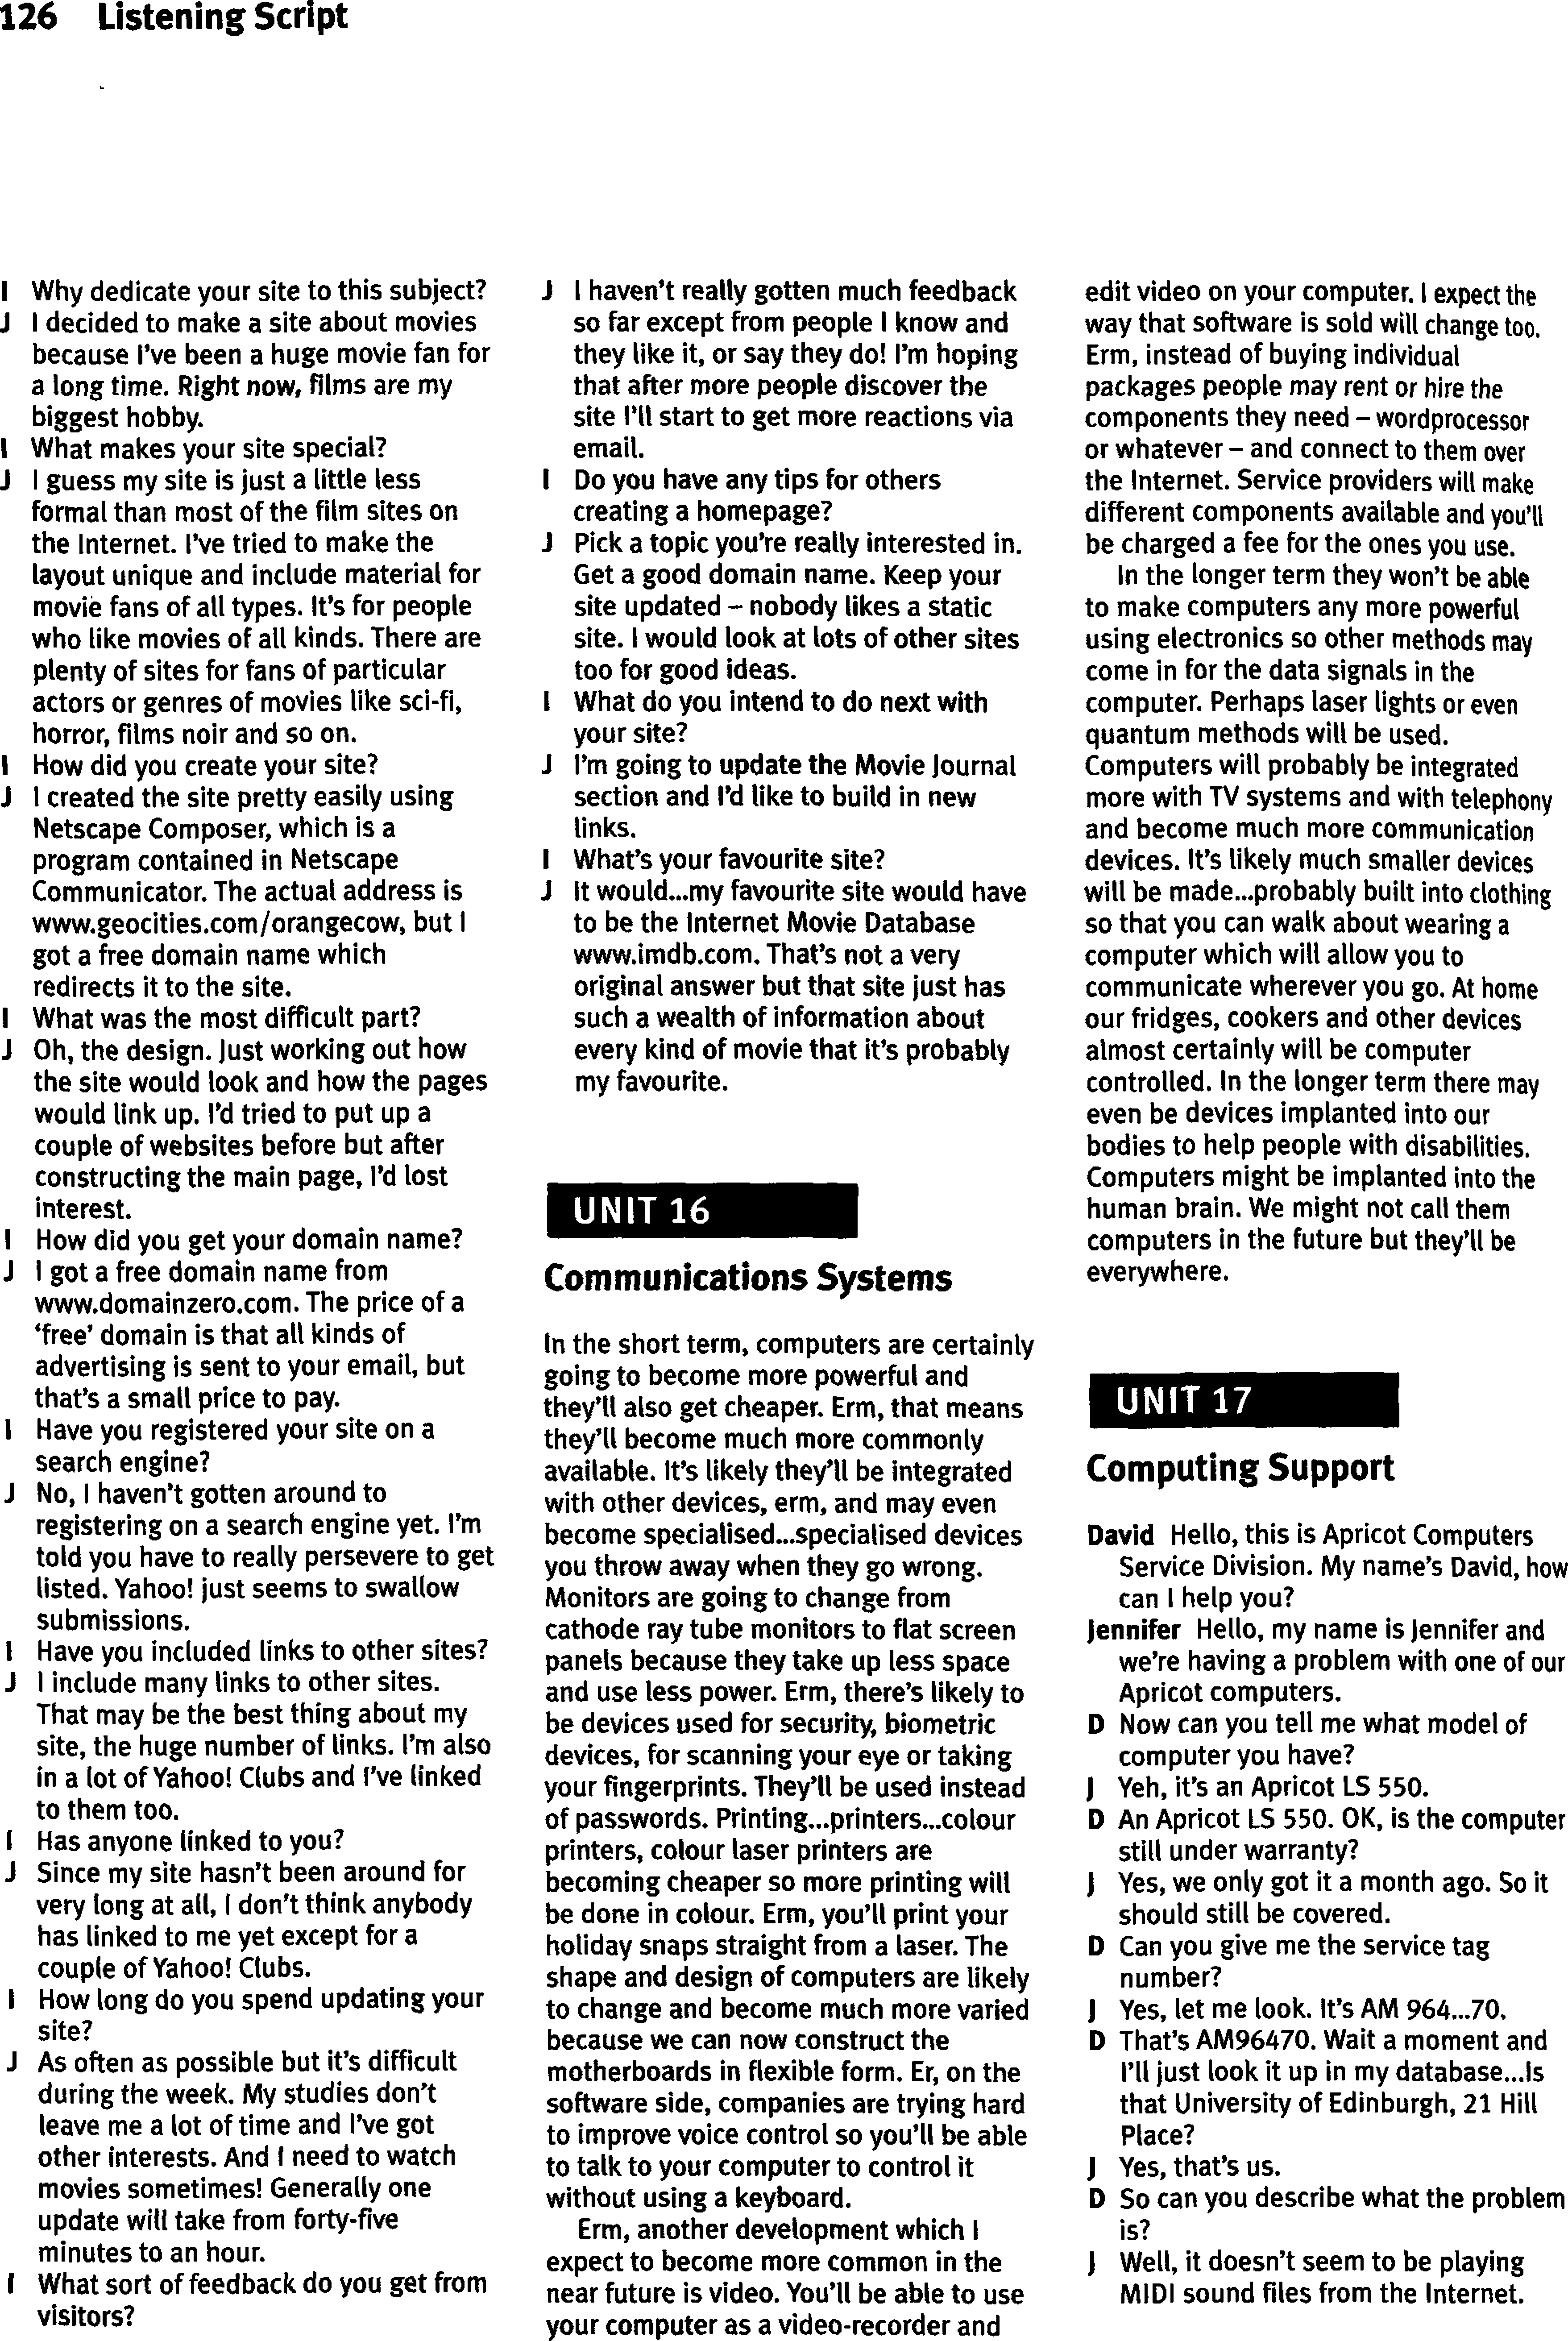 126 Listening Script
I Why dedicate your site to this subject?
J I decided to make a site about movies
because I've been a huge movie fan for
a long time. Right now, films are my
biggest hobby.
I What makes your site special?
J I guess my site is just a little less
formal than most of the film sites on
the Internet. I've tried to make the
layout unique and include material for
movie fans of all types. It's for people
who like movies of all kinds. There are
plenty of sites for fans of particular
actors or genres of movies like sci-fi,
horror, films noir and so on.
I How did you create your site?
J I created the site pretty easily using
Netscape Composer, which is a
program contained in Netscape
Communicator. The actual address is
www.geocities.com/orangecow, but I
got a free domain name which
redirects it to the site.
I What was the most difficult part?
J Oh, the design. Just working out how
the site would look and how the pages
would link up. I'd tried to put up a
couple of websites before but after
constructing the main page, I'd lost
interest.
I How did you get your domain name?
J I got a free domain name from
www.domainzero.com. The price of a
'free' domain is that all kinds of
advertising is sent to your email, but
that's a small price to pay.
I Have you registered your site on a
search engine?
J No, I haven't gotten around to
registering on a search engine yet. I'm
told you have to really persevere to get
listed. Yahoo! just seems to swallow
submissions.
I Have you included links to other sites?
J I include many links to other sites.
That may be the best thing about my
site, the huge number of links. I'm also
in a lot of Yahoo! Clubs and I've linked
to them too.
I Has anyone linked to you?
J Since my site hasn't been around for
very long at all, I don't think anybody
has linked to me yet except for a
couple of Yahoo! Clubs.
I How long do you spend updating your
site?
J As often as possible but it's difficult
during the week. My studies don't
leave me a lot of time and I've got
other interests. And I need to watch
movies sometimes! Generally one
update will take from forty-five
minutes to an hour.
I What sort of feedback do you get from
visitors?
J I haven't really gotten much feedback
so far except from people I know and
they like it, or say they do! I'm hoping
that after more people discover the
site I'll start to get more reactions via
email.
I Do you have any tips for others
creating a homepage?
J Pick a topic you're really interested in.
Get a good domain name. Keep your
site updated – nobody likes a static
site. I would look at lots of other sites
too for good ideas.
I What do you intend to do next with
your site?
J I'm going to update the Movie Journal
section and I'd like to build in new
links.
I What's your favourite site?
J It would...my favourite site would have
to be the Internet Movie Database
www.imdb.com. That's not a very
original answer but that site just has
such a wealth of information about
every kind of movie that it's probably
my favourite.
UNIT 16
Communications Systems
In the short term, computers are certainly
going to become more powerful and
they'll also get cheaper. Erm, that means
they'll become much more commonly
available. It's likely they'll be integrated
with other devices, erm, and may even
become specialised...specialised devices
you throw away when they go wrong.
Monitors are going to change from
cathode ray tube monitors to flat screen
panels because they take up less space
and use less power. Erm, there's likely to
be devices used for security, biometric
devices, for scanning your eye or taking
your fingerprints. They'll be used instead
of passwords. Printing...printers...colour
printers, colour laser printers are
becoming cheaper so more printing will
be done in colour. Erm, you'll print your
holiday snaps straight from a laser. The
shape and design of computers are likely
to change and become much more varied
because we can now construct the
motherboards in flexible form. Er, on the
software side, companies are trying hard
to improve voice control so you'll be able
to talk to your computer to control it
without using a keyboard.
Erm, another development which I
expect to become more common in the
near future is video. You'll be able to use
your computer as a video-recorder and
edit video on your computer. I expect the
way that software is sold will change too.
Erm, instead of buying individual
packages people may rent or hire the
components they need – wordprocessor
or whatever – and connect to them over
the Internet. Service providers will make
different components available and you'll
be charged a fee for the ones you use.
In the longer term they won't be able
to make computers any more powerful
using electronics so other methods may
come in for the data signals in the
computer. Perhaps laser lights or even
quantum methods will be used.
Computers will probably be integrated
more with TV systems and with telephony
and become much more communication
devices. It's likely much smaller devices
will be made...probably built into clothing
so that you can walk about wearing a
computer which will allow you to
communicate wherever you go. At home
our fridges, cookers and other devices
almost certainly will be computer
controlled. In the longer term there may
even be devices implanted into our
bodies to help people with disabilities.
Computers might be implanted into the
human brain. We might not call them
computers in the future but they'll be
everywhere.
UNIT 17
Computing Support
David Hello, this is Apricot Computers
Service Division. My name's David, how
can I help you?
Jennifer Hello, my name is Jennifer and
we're having a problem with one of our
Apricot computers.
D Now can you tell me what model of
computer you have?
J Yeh, it's an Apricot LS 550.
D An Apricot LS 550. OK, is the computer
still under warranty?
J Yes, we only got it a month ago. So it
should still be covered.
D Can you give me the service tag
number?
J Yes, let me look. It's AM 964...70.
D That's AM96470. Wait a moment and
I'll just look it up in my database...Is
that University of Edinburgh, 21 Hill
Place?
J Yes, that's us.
D So can you describe what the problem
is?
J Well, it doesn't seem to be playing
MIDI sound files from the Internet.